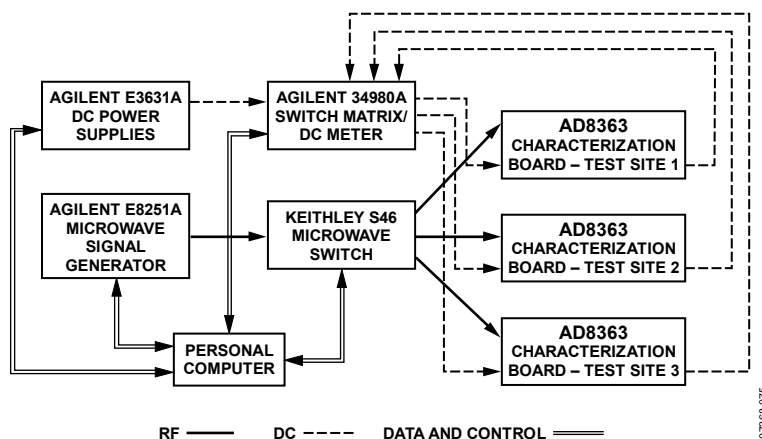 AGILENT E3631A
DC POWER
SUPPLIES
AGILENT 34980A
SWITCH MATRIX/
DC METER
AD8363
CHARACTERIZATION
BOARD – TEST SITE 1
AGILENT E8251A
MICROWAVE
SIGNAL
GENERATOR
KEITHLEY S46
MICROWAVE
SWITCH
AD8363
CHARACTERIZATION
BOARD – TEST SITE 2
PERSONAL
COMPUTER
AD8363
CHARACTERIZATION
BOARD – TEST SITE 3
RF DC DATA AND CONTROL